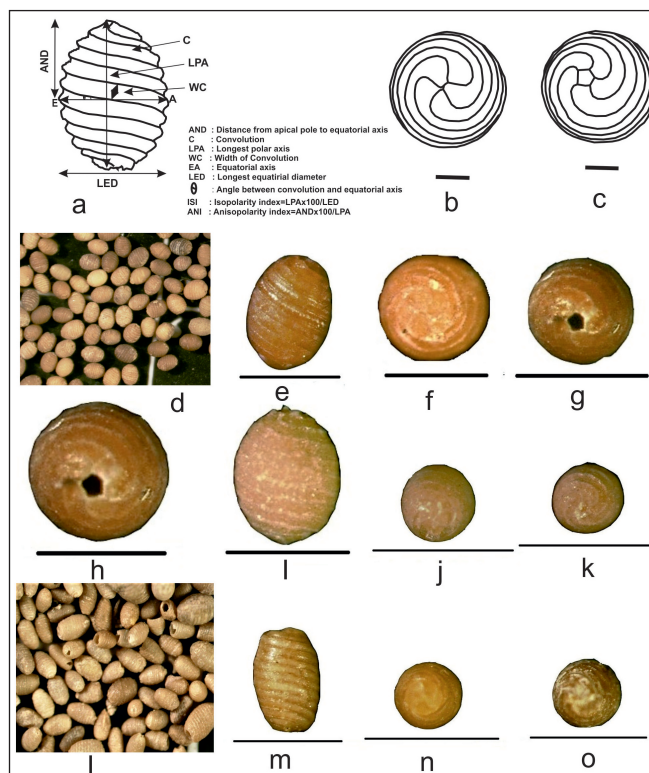 C
AND
LPA
WC
E
A
LED
a
AND : Distance from apical pole to equatorial axis
C : Convolution
LPA : Longest polar axis
WC : Width of Convolution
EA : Equatorial axis
LED : Longest equatirial diameter
θ : Angle between convolution and equatorial axis
ISI : Isopolarity index=LPAx100/LED
ANI : Anisopolarity index=ANDx100/LPA
b
c
d
e
f
g
h
I
j
k
l
m
n
o